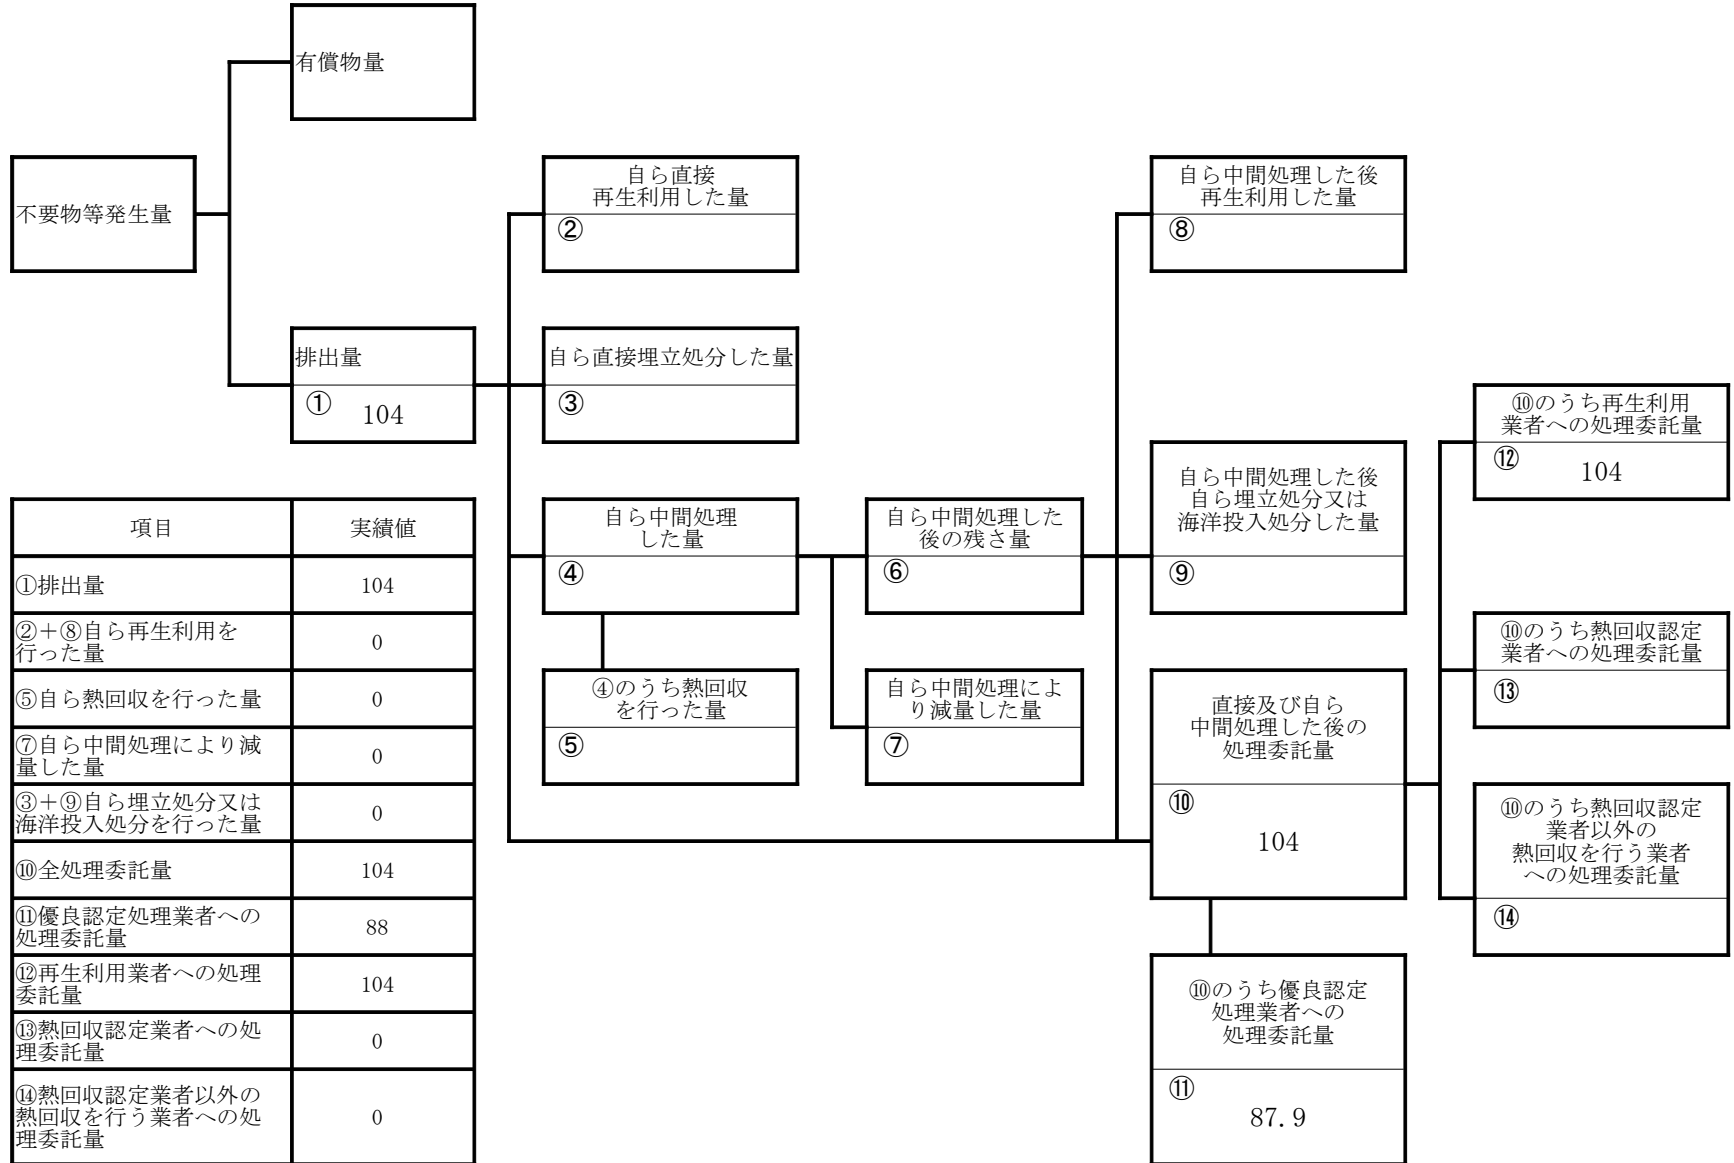 有償物量
不要物等発生量
排出量
①
104
自ら直接
再生利用した量
②
自ら直接埋立処分した量
③
自ら中間処理
した量
④
④のうち熱回収
を行った量
⑤
自ら中間処理した
後の残さ量
⑥
自ら中間処理によ
り減量した量
⑦
自ら中間処理した後
再生利用した量
⑧
自ら中間処理した後
自ら埋立処分又は
海洋投入処分した量
⑨
直接及び自ら
中間処理した後の
処理委託量
⑩
104
⑩のうち優良認定
処理業者への
処理委託量
⑪
87.9
⑩のうち再生利用
業者への処理委託量
⑫
104
⑩のうち熱回収認定
業者への処理委託量
⑬
⑩のうち熱回収認定
業者以外の
熱回収を行う業者
への処理委託量
⑭
項目 実績値
①排出量 104
②+⑧自ら再生利用を
行った量 0
⑤自ら熱回収を行った量 0
⑦自ら中間処理により減
量した量 0
③+⑨自ら埋立処分又は
海洋投入処分を行った量 0
⑩全処理委託量 104
⑪優良認定処理業者への
処理委託量 88
⑫再生利用業者への処理
委託量 104
⑬熱回収認定業者への処
理委託量 0
⑭熱回収認定業者以外の
熱回収を行う業者への処
理委託量 0